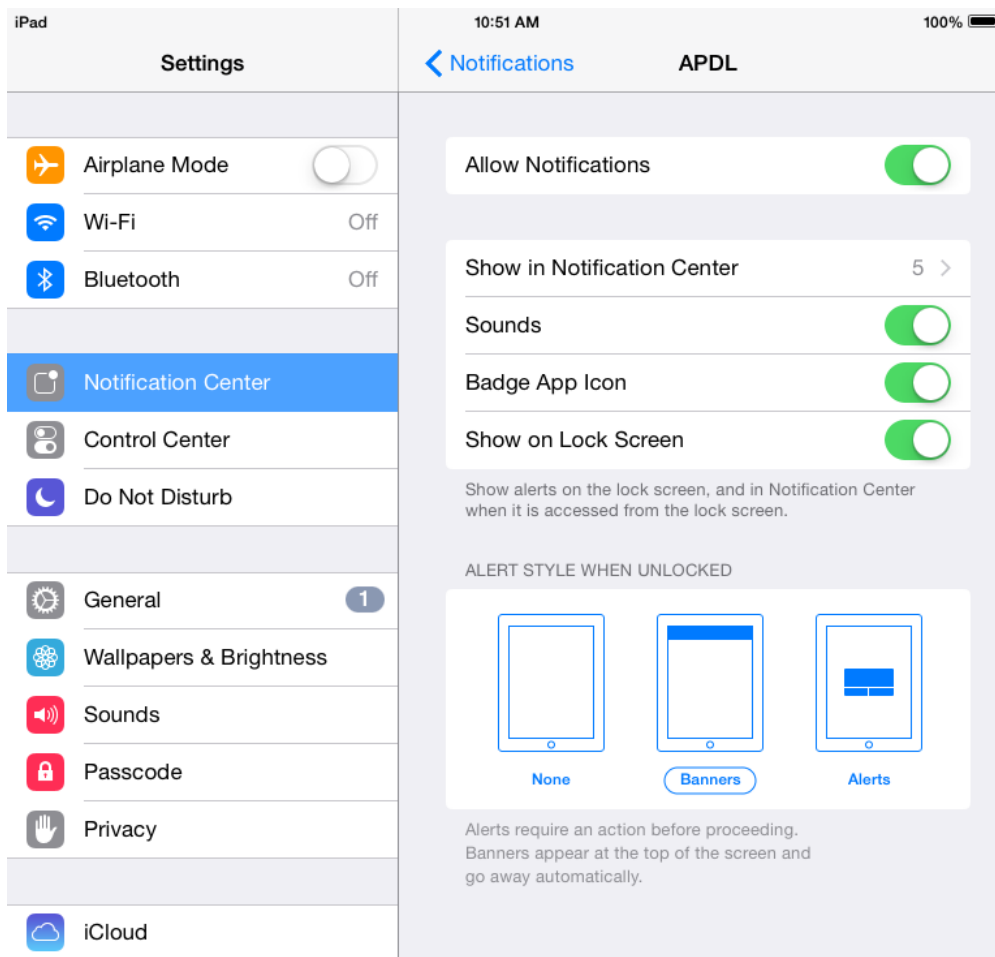 iPad 10:51 AM 100%
Settings
Airplane Mode
Wi-Fi Off
Bluetooth Off
Notification Center
Control Center
Do Not Disturb
General 1
Wallpapers & Brightness
Sounds
Passcode
Privacy
iCloud
Notifications APDL
Allow Notifications
Show in Notification Center 5
Sounds
Badge App Icon
Show on Lock Screen
Show alerts on the lock screen, and in Notification Center
when it is accessed from the lock screen.
ALERT STYLE WHEN UNLOCKED
None Banners Alerts
Alerts require an action before proceeding.
Banners appear at the top of the screen and
go away automatically.